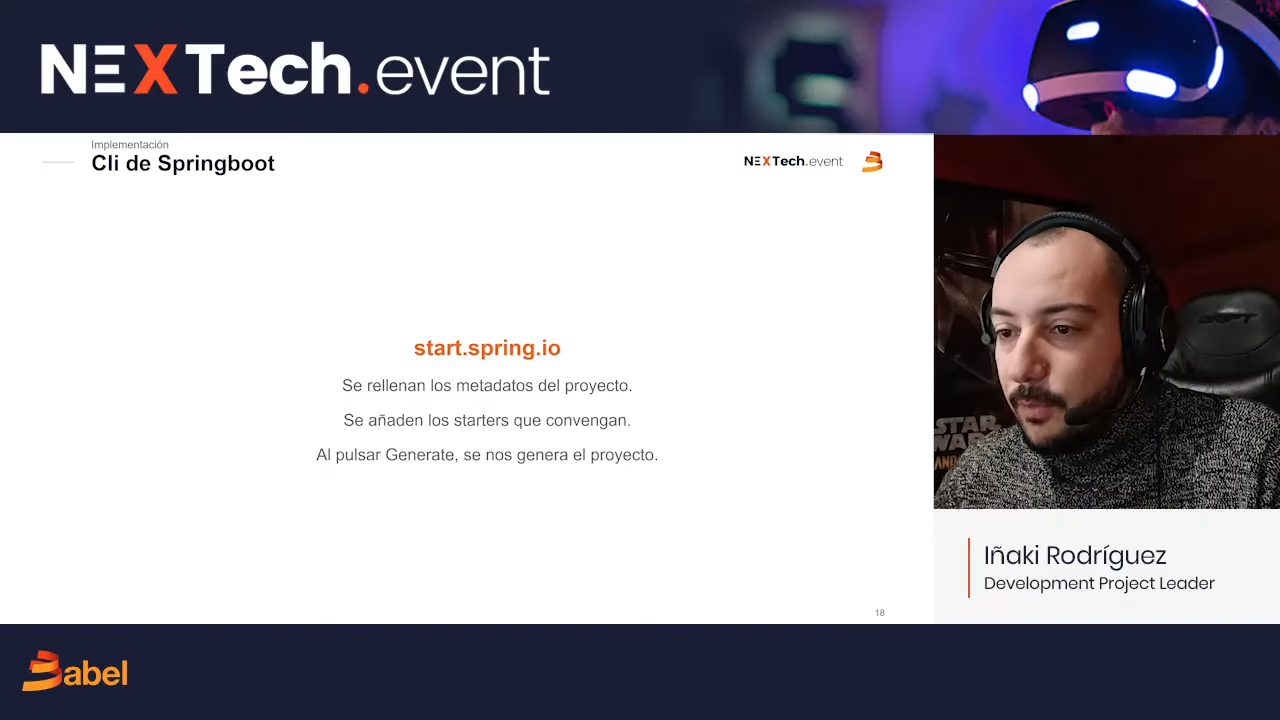 NEXTech.event
Implementación
Cli de Springboot
NEXTech.event
start.spring.io
Se rellenan los metadatos del proyecto.
Se añaden los starters que convengan.
Al pulsar Generate, se nos genera el proyecto.
18
STAR
WARS
Iñaki Rodríguez
Development Project Leader
Babel